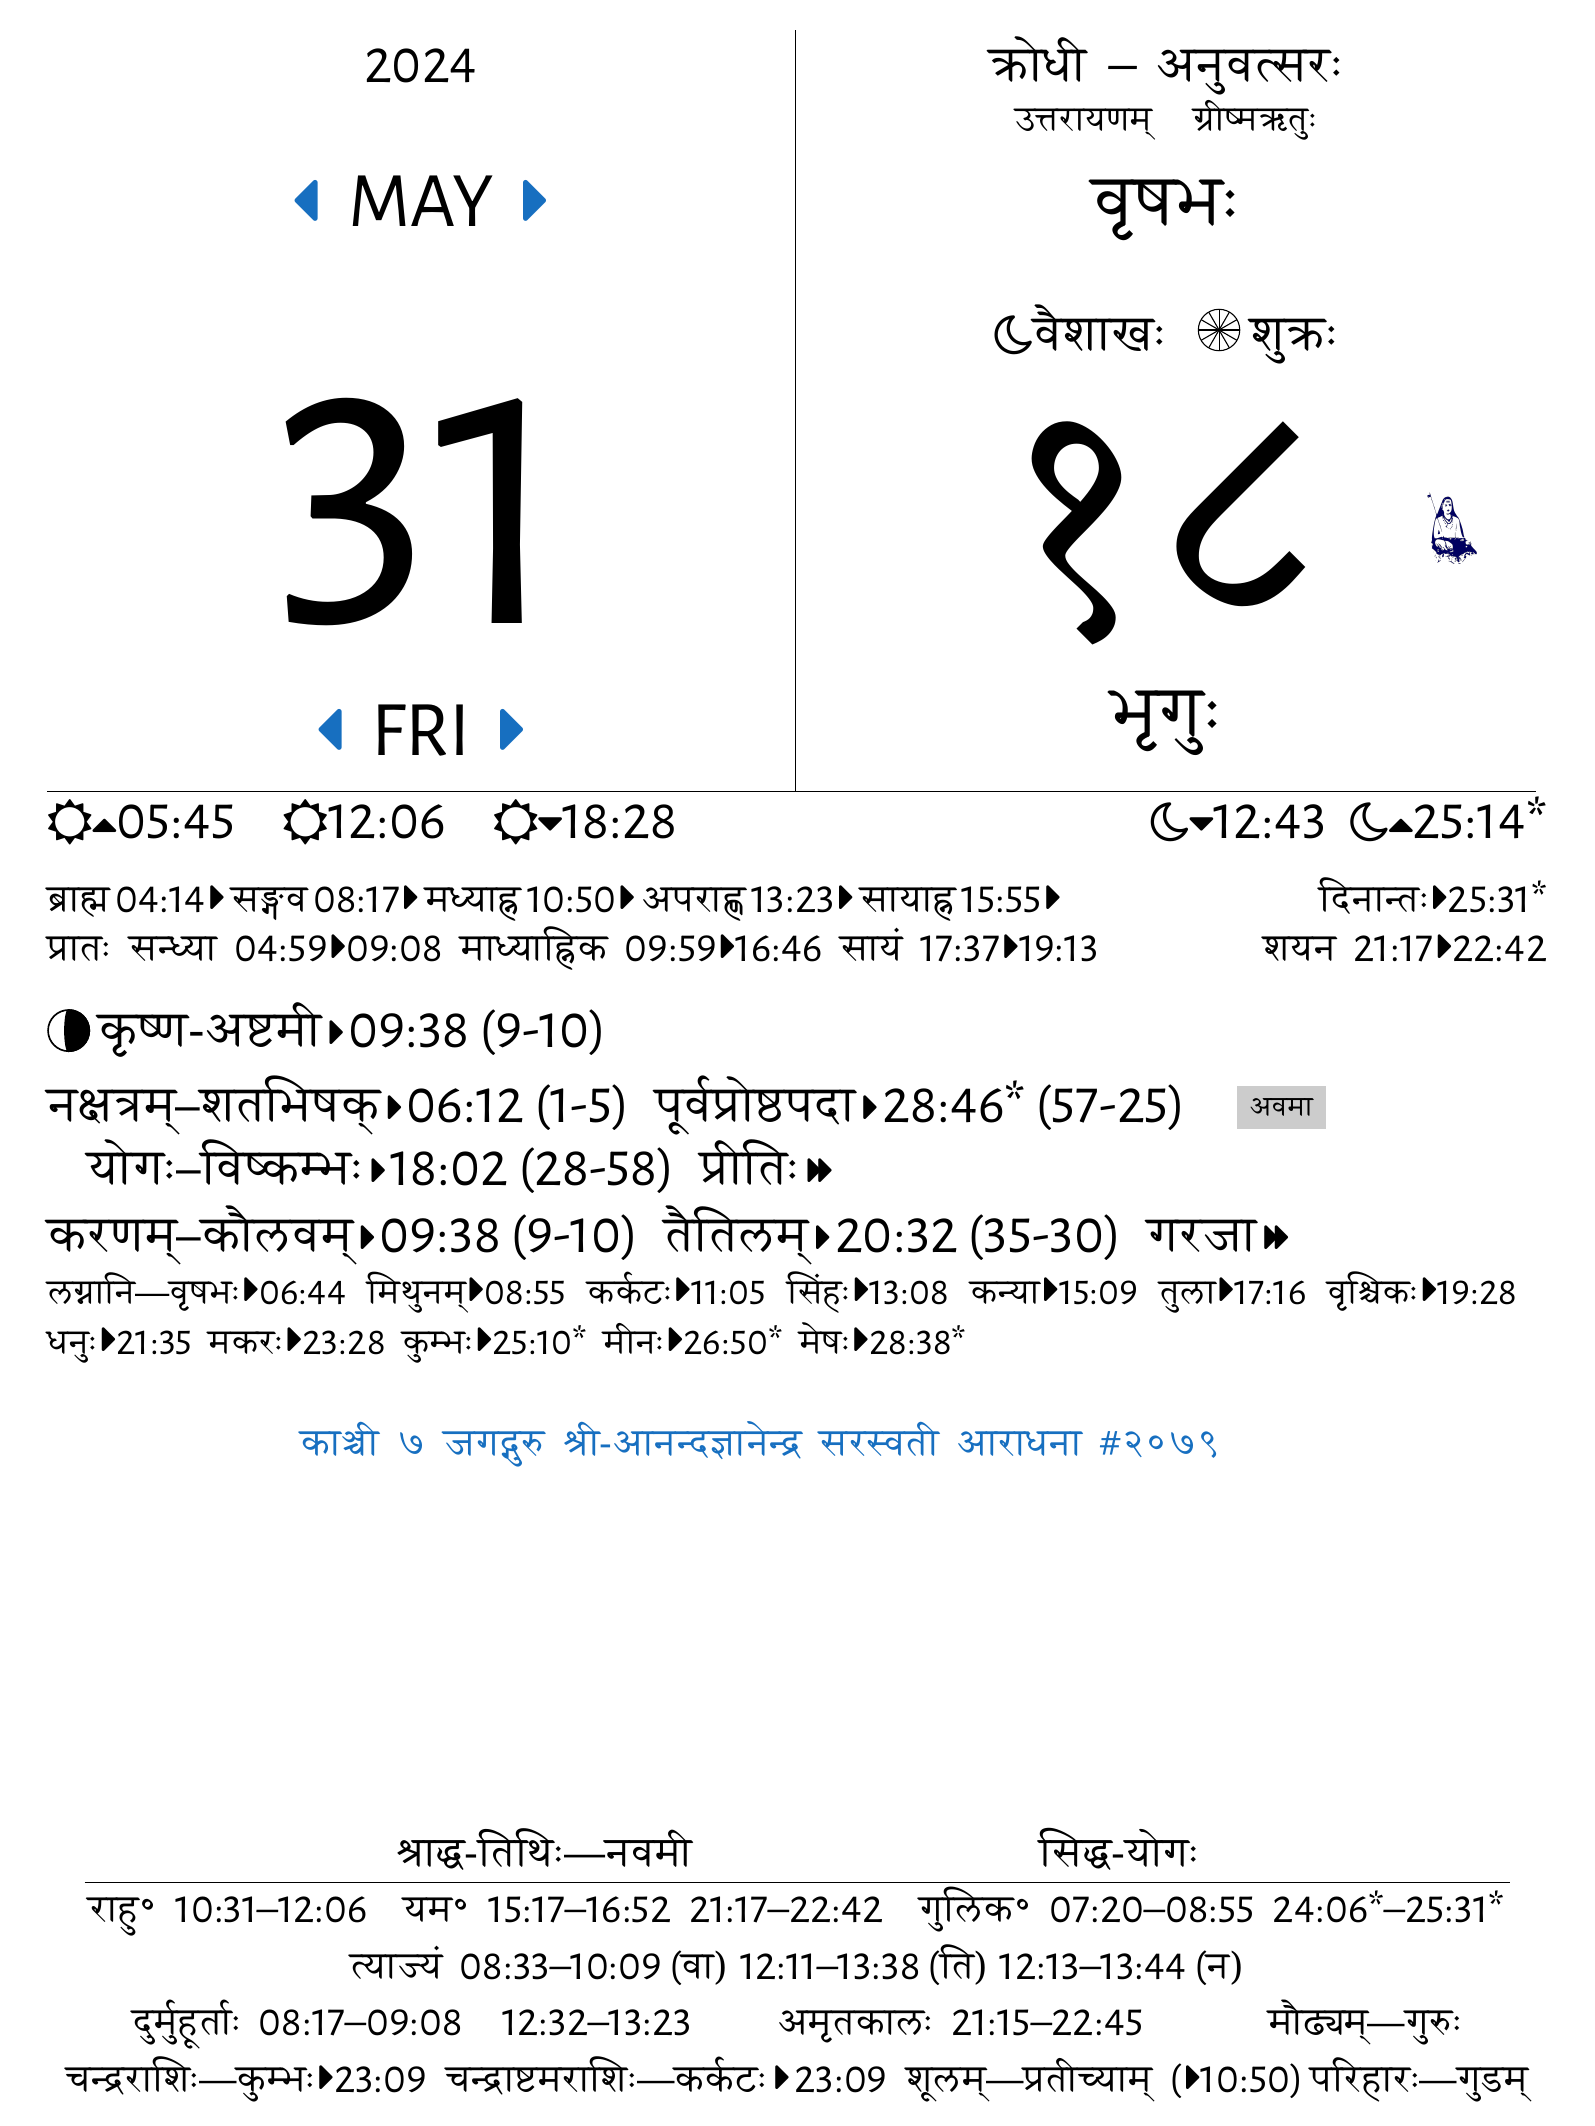 2024
MAY
31
FRI
क्रोधी – अनुवत्सरः
उत्तरायणम् ग्रीष्मऋतुः
वृषभः
वैशाखः शुक्रः
१८
भृगुः
05:45 12:06 18:28 12:43 25:14*
ब्राह्म 04:14 सङ्गव 08:17 मध्याह्न 10:50 अपराह्ण 13:23 सायाह्न 15:55 दिनान्तः 25:31*
प्रातः सन्ध्या 04:59 09:08 माध्याह्निक 09:59 16:46 सायं 17:37 19:13 शयन 21:17 22:42
कृष्ण-अष्टमी 09:38 (9-10)
नक्षत्रम्–शतभिषक् 06:12 (1-5) पूर्वप्रोष्ठपदा 28:46* (57-25) अवमा
योगः–विष्कम्भः 18:02 (28-58) प्रीतिः
करणम्–कौलवम् 09:38 (9-10) तैतिलम् 20:32 (35-30) गरजा
लग्नानि—वृषभः 06:44 मिथुनम् 08:55 कर्कटः 11:05 सिंहः 13:08 कन्या 15:09 तुला 17:16 वृश्चिकः 19:28
धनुः 21:35 मकरः 23:28 कुम्भः 25:10* मीनः 26:50* मेषः 28:38*
काञ्ची ७ जगद्गुरु श्री-आनन्दज्ञानेन्द्र सरस्वती आराधना #२०७९
श्राद्ध-तिथिः—नवमी सिद्ध-योगः
राहु० 10:31–12:06 यम० 15:17–16:52 21:17–22:42 गुलिक० 07:20–08:55 24:06*–25:31*
त्याज्यं 08:33–10:09 (वा) 12:11–13:38 (ति) 12:13–13:44 (न)
दुर्मुहूर्ताः 08:17–09:08 12:32–13:23 अमृतकालः 21:15–22:45 मौढ्यम्—गुरुः
चन्द्रराशिः—कुम्भः 23:09 चन्द्राष्टमराशिः—कर्कटः 23:09 शूलम्—प्रतीच्याम् (10:50) परिहारः—गुडम्